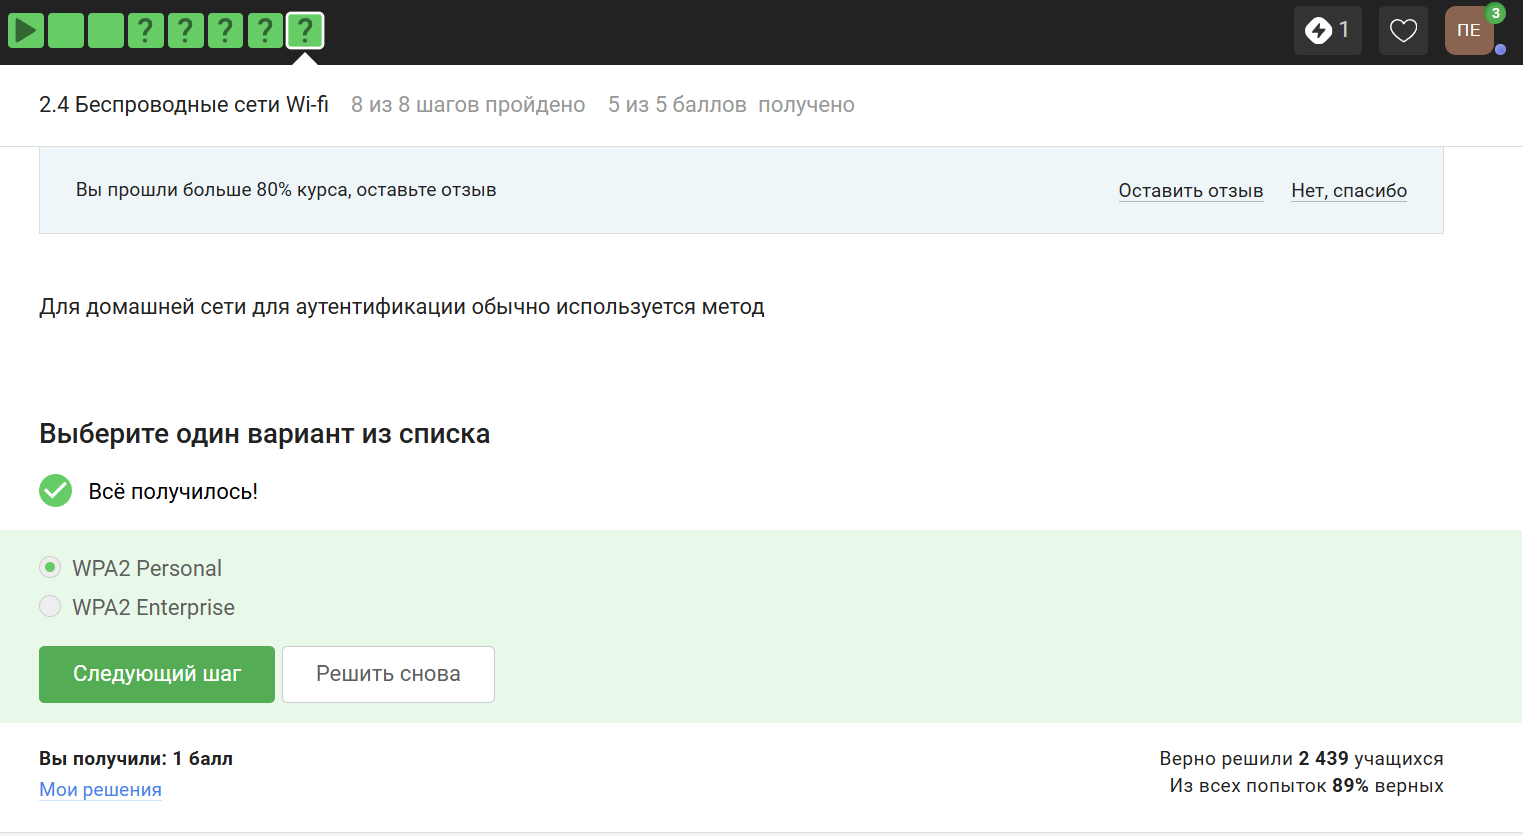 ? ? ? ? ?
1
ПЕ
3
2.4 Беспроводные сети Wi-fi 8 из 8 шагов пройдено 5 из 5 баллов получено
Вы прошли больше 80% курса, оставьте отзыв Оставить отзыв Нет, спасибо
Для домашней сети для аутентификации обычно используется метод
Выберите один вариант из списка
Всё получилось!
WPA2 Personal
WPA2 Enterprise
Следующий шаг Решить снова
Вы получили: 1 балл Верно решили 2 439 учащихся
Мои решения Из всех попыток 89% верных